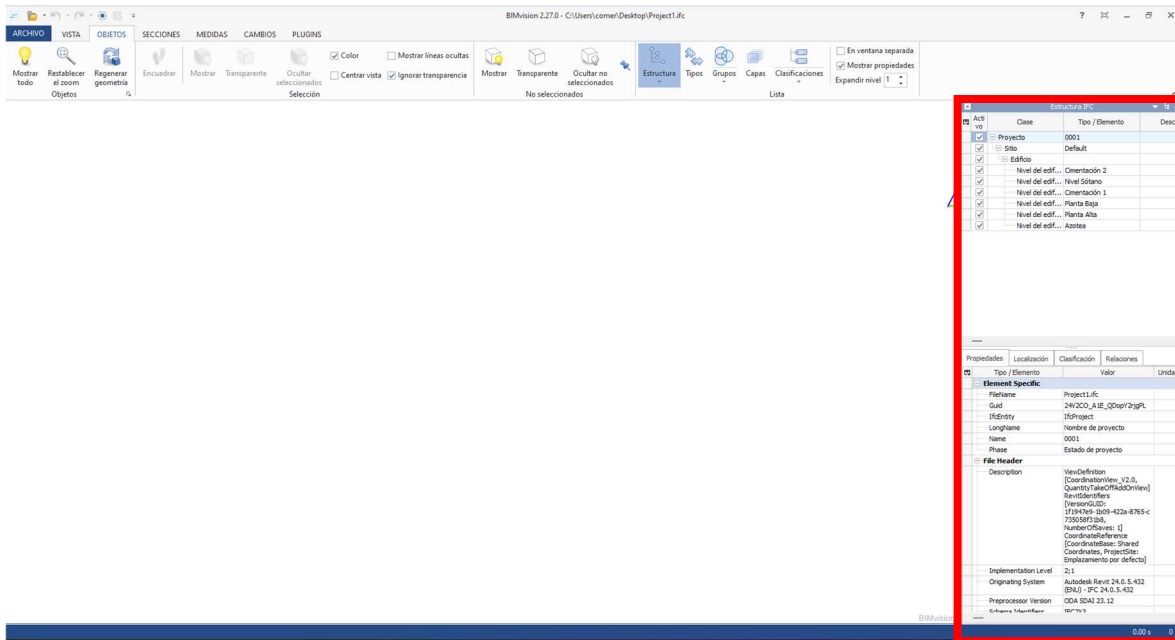 BIMvision 2.27.0 - C:\Users\comer\Desktop\Project1.ifc
ARCHIVO VISTA OBJETOS SECCIONES MEDIDAS CAMBIOS PLUGINS
Mostrar todo
Restablecer el zoom
Regenerar geometría
Objetos
Encuadrar
Mostrar
Transparente
Ocultar seleccionados
Color
Centrar vista
Mostrar líneas ocultas
Ignorar transparencia
Selección
Mostrar
Transparente
Ocultar no seleccionados
No seleccionados
Estructura
Tipos
Grupos
Capas
Clasificaciones
En ventana separada
Mostrar propiedades
Expandir nivel 1
Lista
Estructura IFC
Activo Clase Tipo / Elemento Desc
Proyecto 0001
Sitio Default
Edificio
Nivel del edif... Cimentación 2
Nivel del edif... Nivel Sótano
Nivel del edif... Cimentación 1
Nivel del edif... Planta Baja
Nivel del edif... Planta Alta
Nivel del edif... Azotea
Propiedades Localización Clasificación Relaciones
Tipo / Elemento Valor Unida
Element Specific
FileName Project1.ifc
Guid 24V2CO_A1E_QDopY2rjgPL
IfcEntity IfcProject
LongName Nombre de proyecto
Name 0001
Phase Estado de proyecto
File Header
Description ViewDefinition
[CoordinationView_V2.0,
QuantityTakeOffAddOnView]
RevitIdentifiers
[VersionGUID:
1f1947e9-1b09-422a-8765-c
735058f31b8,
NumberOfSaves: 1]
CoordinateReference
[CoordinateBase: Shared
Coordinates, ProjectSite:
Emplazamiento por defecto]
Implementation Level 2;1
Originating System Autodesk Revit 24.0.5.432
(ENU) - IFC 24.0.5.432
Preprocessor Version ODA SDAI 23.12
Schema Identifiers IFC2X3
BIMvision
0.00 s 0